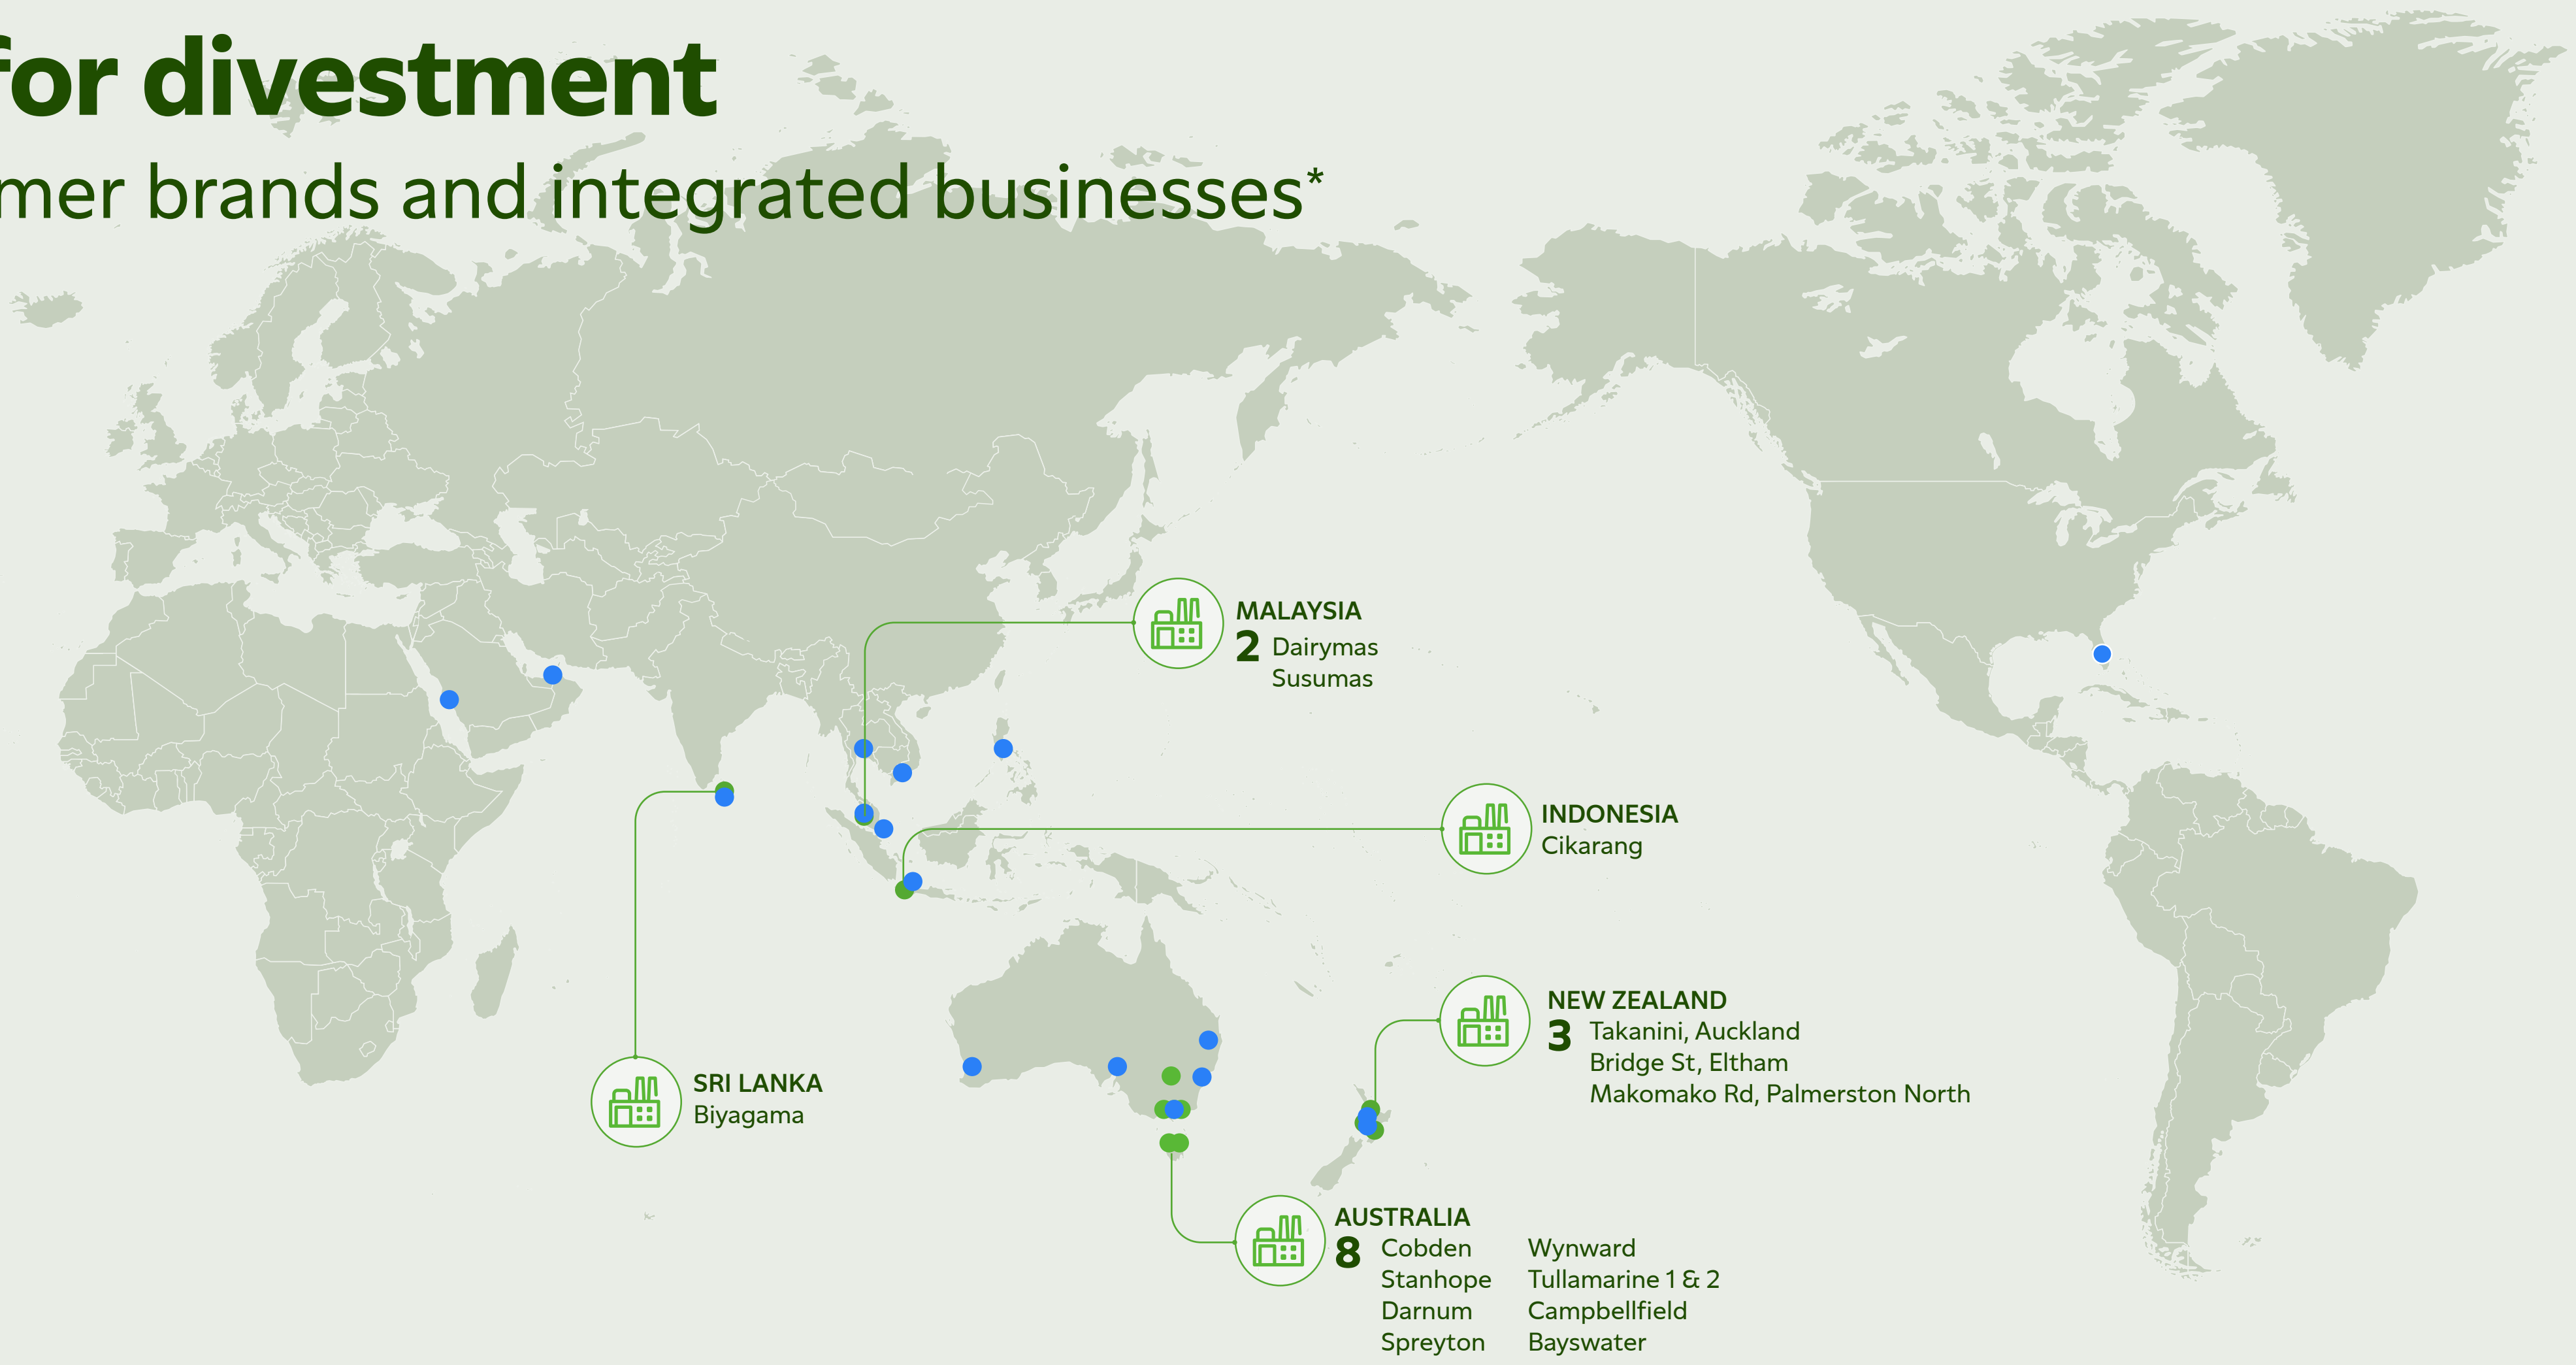 for divestment
mer brands and integrated businesses*
MALAYSIA
2 Dairymas
Susumas
INDONESIA
Cikarang
NEW ZEALAND
3 Takanini, Auckland
Bridge St, Eltham
Makomako Rd, Palmerston North
SRI LANKA
Biyagama
AUSTRALIA
8 Cobden Wynward
Stanhope Tullamarine 1 & 2
Darnum Campbellfield
Spreyton Bayswater